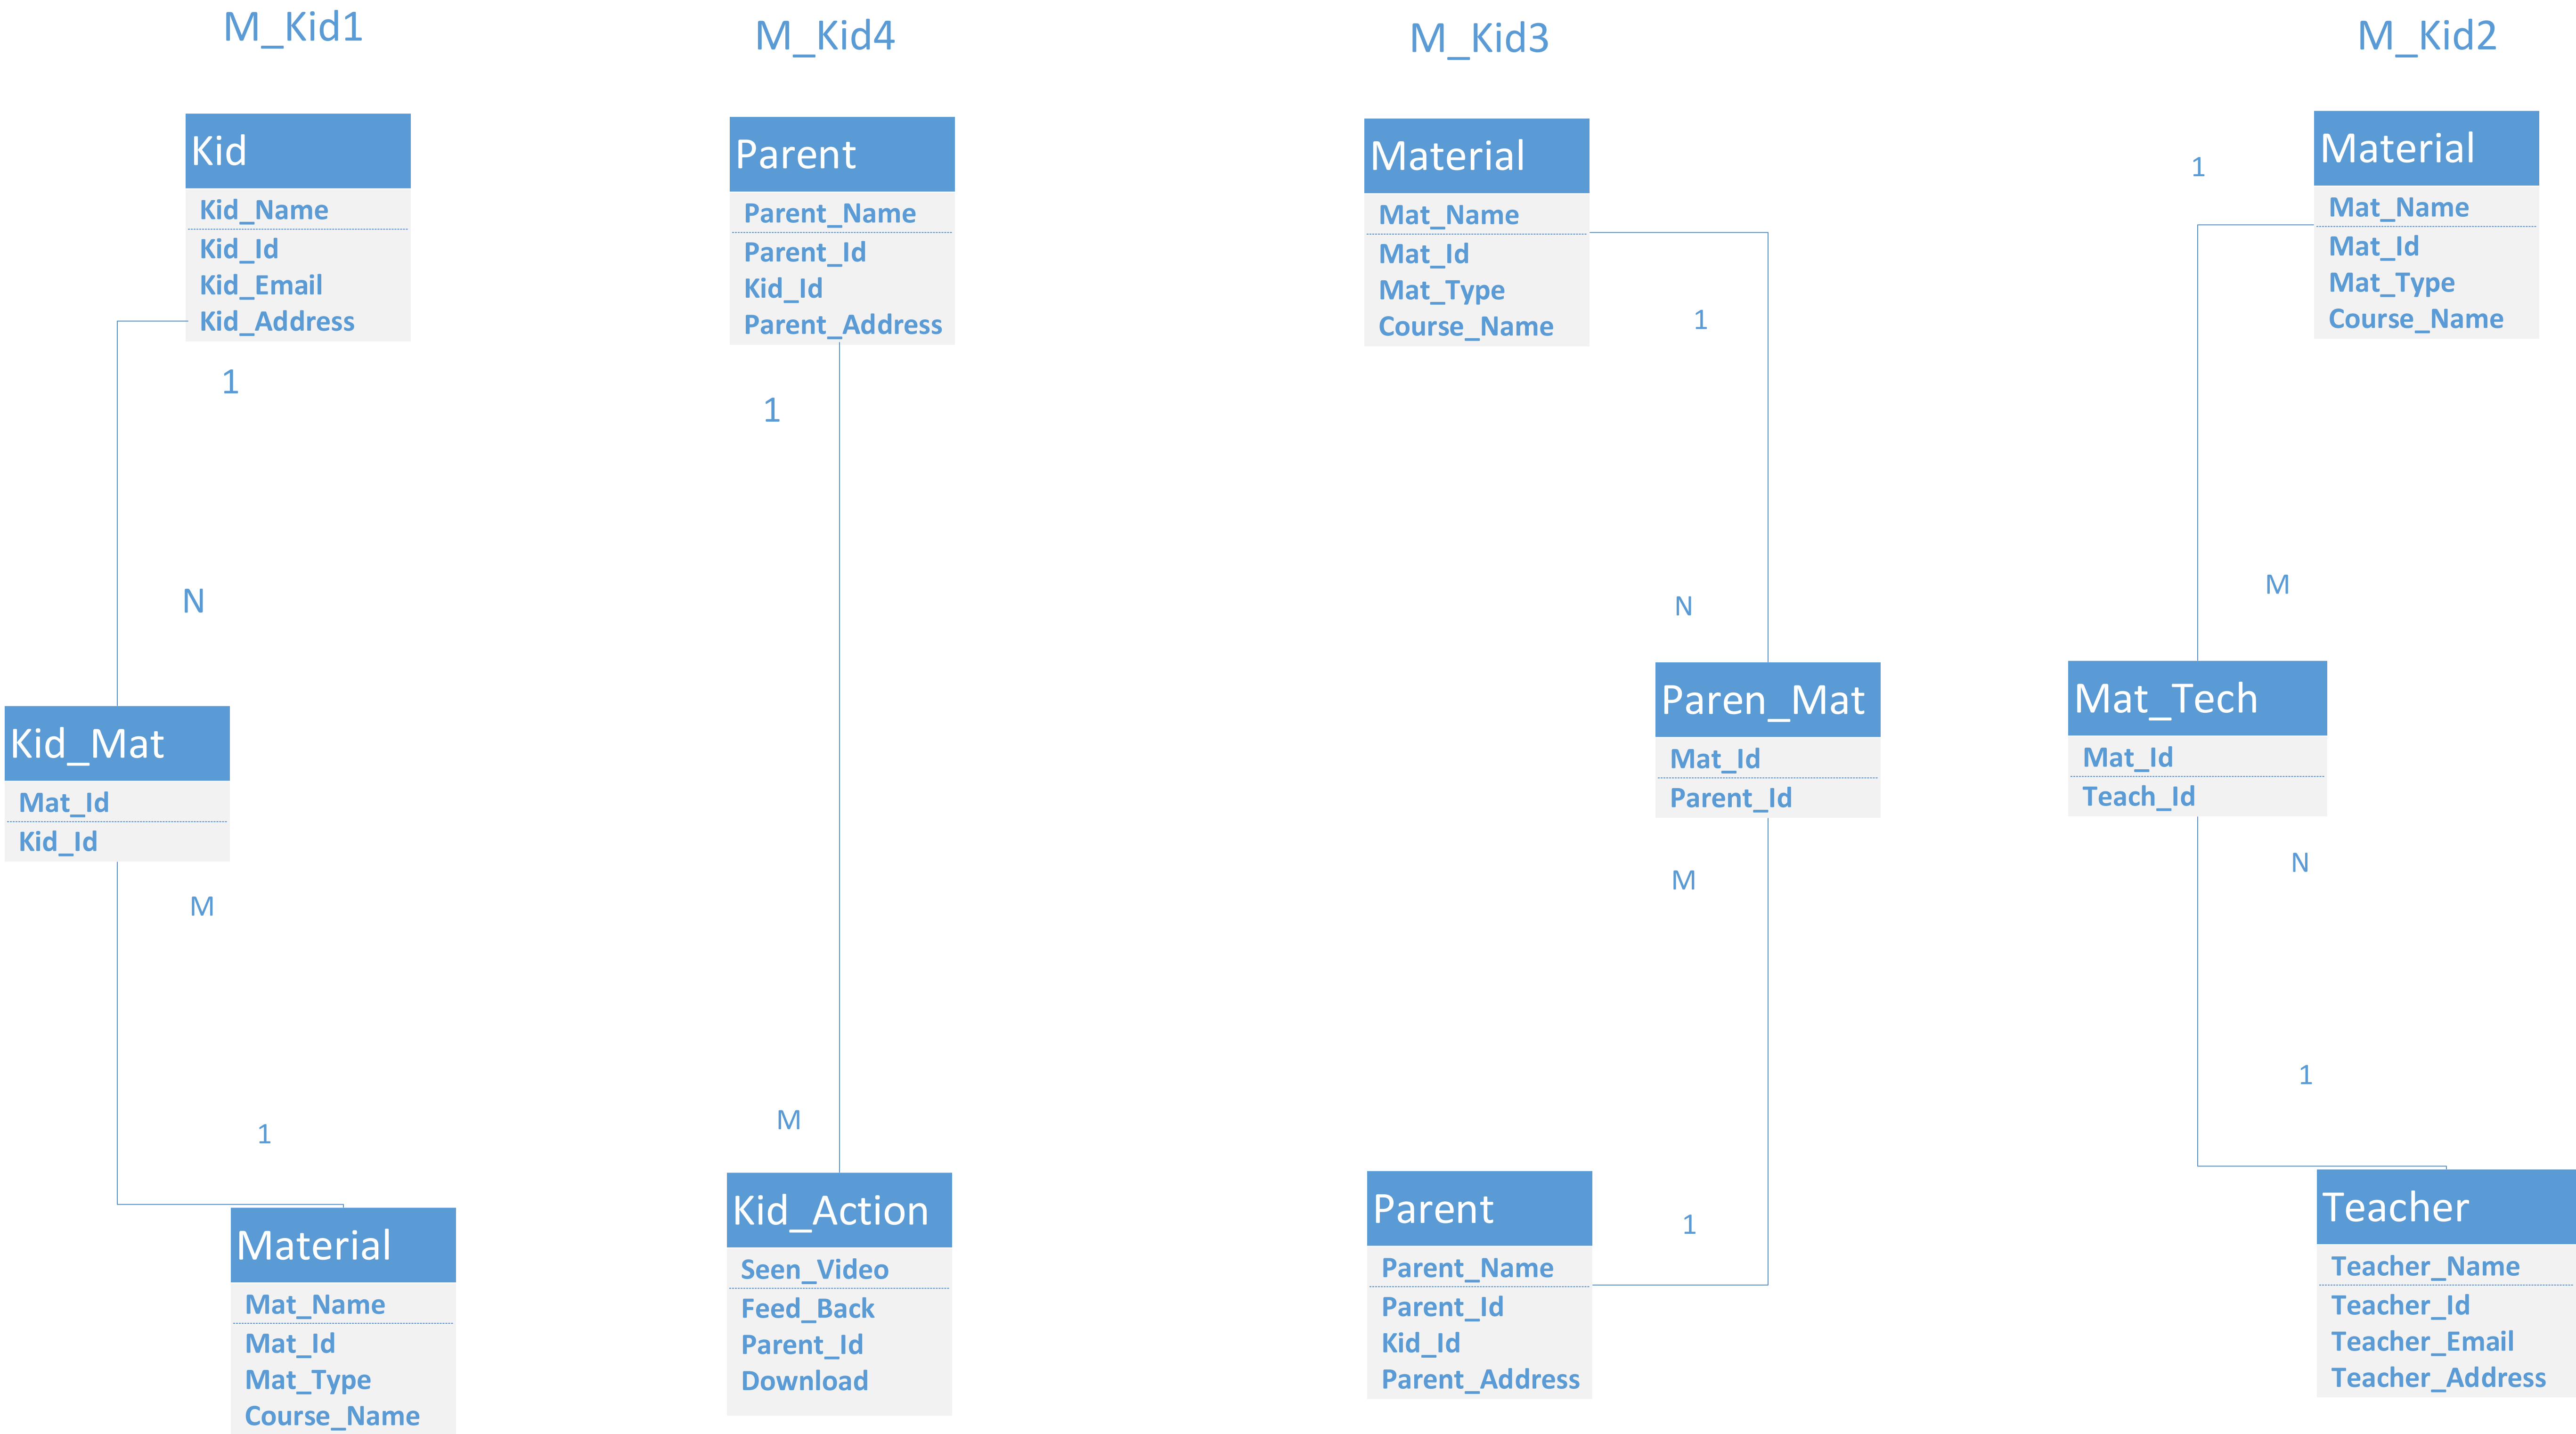 M_Kid1
Kid
Kid_Name
Kid_Id
Kid_Email
Kid_Address
1
N
Kid_Mat
Mat_Id
Kid_Id
M
1
Material
Mat_Name
Mat_Id
Mat_Type
Course_Name
M_Kid4
Parent
Parent_Name
Parent_Id
Kid_Id
Parent_Address
1
M
Kid_Action
Seen_Video
Feed_Back
Parent_Id
Download
M_Kid3
Material
Mat_Name
Mat_Id
Mat_Type
Course_Name
1
N
Paren_Mat
Mat_Id
Parent_Id
M
1
Parent
Parent_Name
Parent_Id
Kid_Id
Parent_Address
M_Kid2
Material
Mat_Name
Mat_Id
Mat_Type
Course_Name
1
M
Mat_Tech
Mat_Id
Teach_Id
N
1
Teacher
Teacher_Name
Teacher_Id
Teacher_Email
Teacher_Address